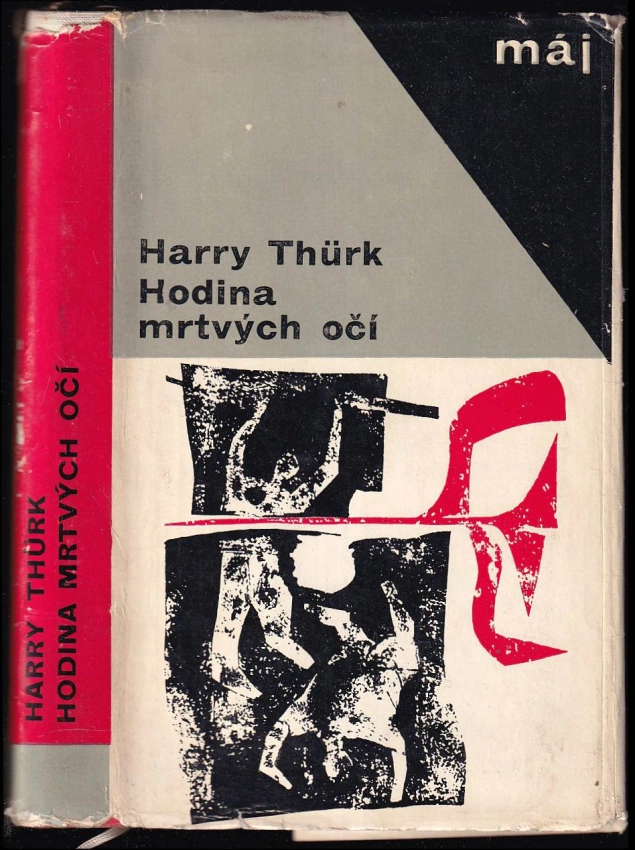 máj
Harry Thürk
Hodina
mrtvých očí
HARRY THÜRK
HODINA MRTVÝCH OČÍ